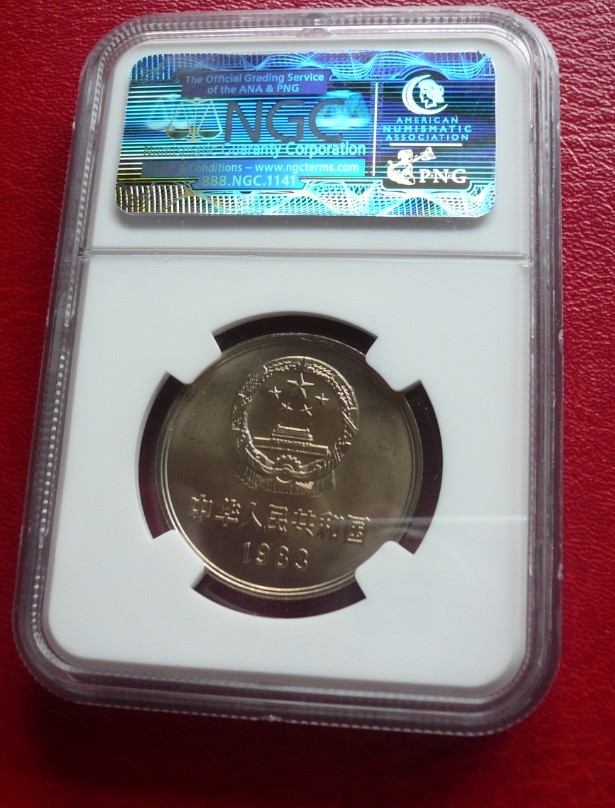 The Official Grading Service
of the ANA & PNG
NGC
Numismatic Guaranty Corporation
& Conditions – www.ngcterms.com
888.NGC.1141
AMERICAN
NUMISMATIC
ASSOCIATION
PNG
中华人民共和国
1983